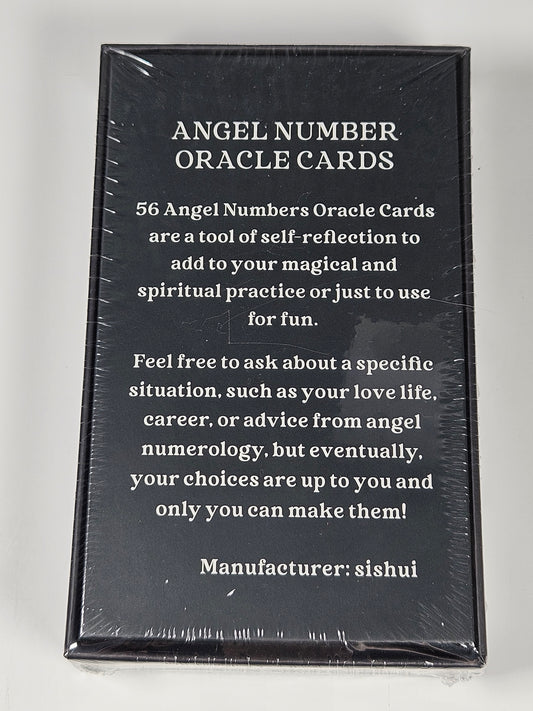 ANGEL NUMBER
ORACLE CARDS
56 Angel Numbers Oracle Cards
are a tool of self-reflection to
add to your magical and
spiritual practice or just to use
for fun.
Feel free to ask about a specific
situation, such as your love life,
career, or advice from angel
numerology, but eventually,
your choices are up to you and
only you can make them!
Manufacturer: sishui